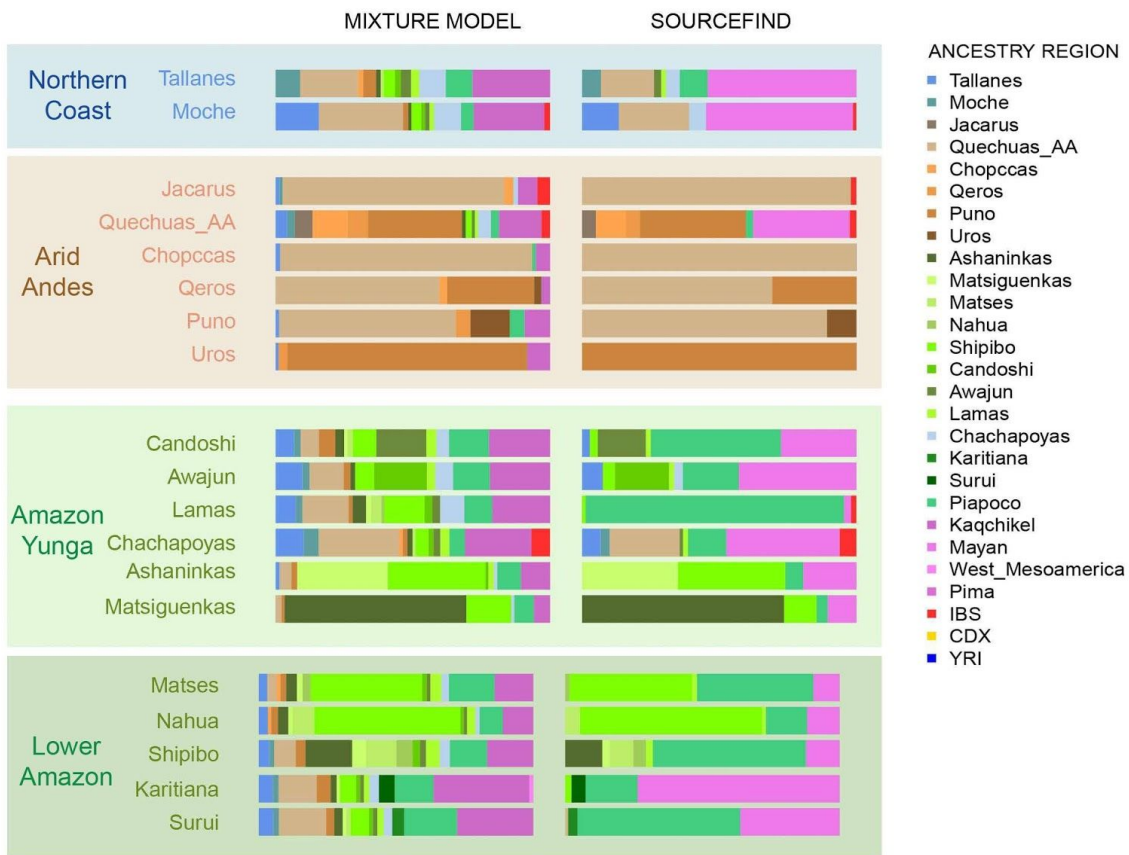 MIXTURE MODEL SOURCEFIND
Northern
Coast
Tallanes
Moche
Arid
Andes
Jacarus
Quechuas_AA
Chopccas
Qeros
Puno
Uros
Amazon
Yunga
Candoshi
Awajun
Lamas
Chachapoyas
Ashaninkas
Matsiguenkas
Lower
Amazon
Matses
Nahua
Shipibo
Karitiana
Surui
ANCESTRY REGION
Tallanes
Moche
Jacarus
Quechuas_AA
Chopccas
Qeros
Puno
Uros
Ashaninkas
Matsiguenkas
Matses
Nahua
Shipibo
Candoshi
Awajun
Lamas
Chachapoyas
Karitiana
Surui
Piapoco
Kaqchikel
Mayan
West_Mesoamerica
Pima
IBS
CDX
YRI